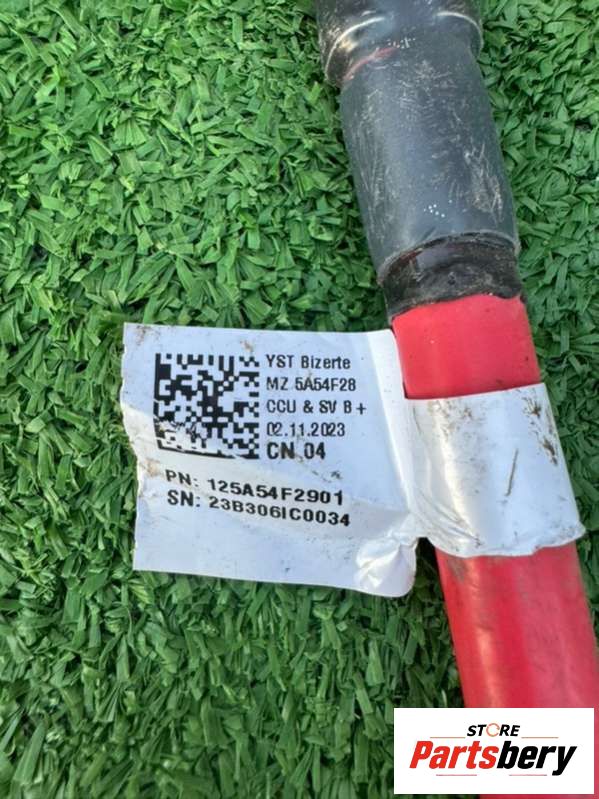 YST Bizerte
MZ 5A54F28
CCU & SV B +
02.11.2023
CN 04
PN: 125A54F2901
SN: 23B306IC0034
STORE
Partsbery